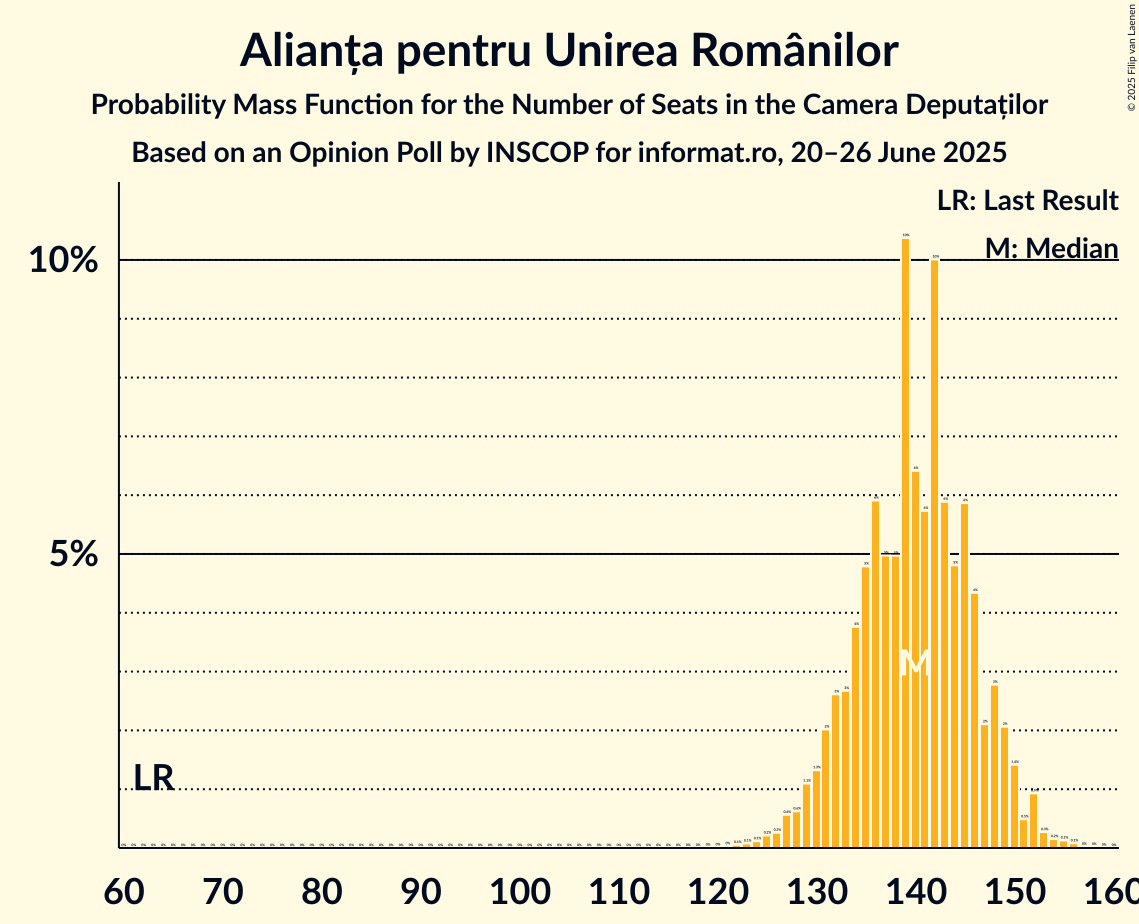 Alianța pentru Unirea Românilor
Probability Mass Function for the Number of Seats in the Camera Deputaților
Based on an Opinion Poll by INSCOP for informat.ro, 20–26 June 2025
© 2025 Filip van Laenen
LR: Last Result
M: Median
10%
5%
LR
M
60 70 80 90 100 110 120 130 140 150 160